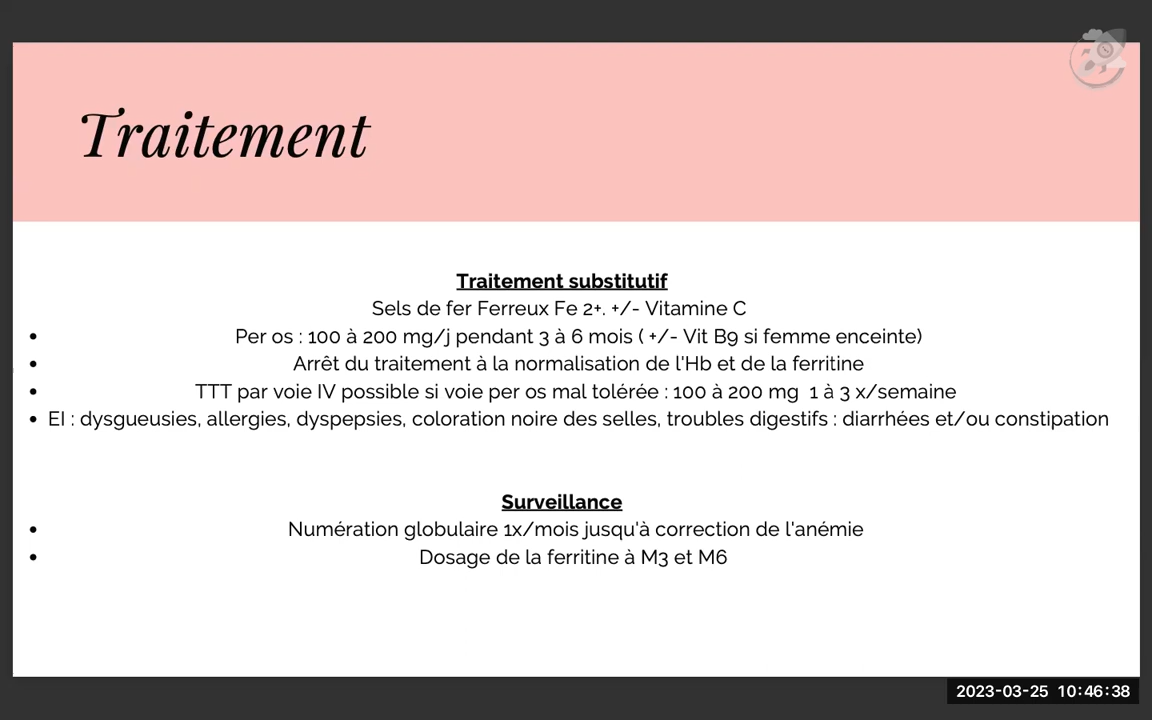 Traitement
Traitement substitutif
Sels de fer Ferreux Fe 2+. +/- Vitamine C
• Per os : 100 à 200 mg/j pendant 3 à 6 mois ( +/- Vit B9 si femme enceinte)
• Arrêt du traitement à la normalisation de l'Hb et de la ferritine
• TTT par voie IV possible si voie per os mal tolérée : 100 à 200 mg  1 à 3 x/semaine
• EI : dysgueusies, allergies, dyspepsies, coloration noire des selles, troubles digestifs : diarrhées et/ou constipation
Surveillance
• Numération globulaire 1x/mois jusqu'à correction de l'anémie
• Dosage de la ferritine à M3 et M6
2023-03-25 10:46:38